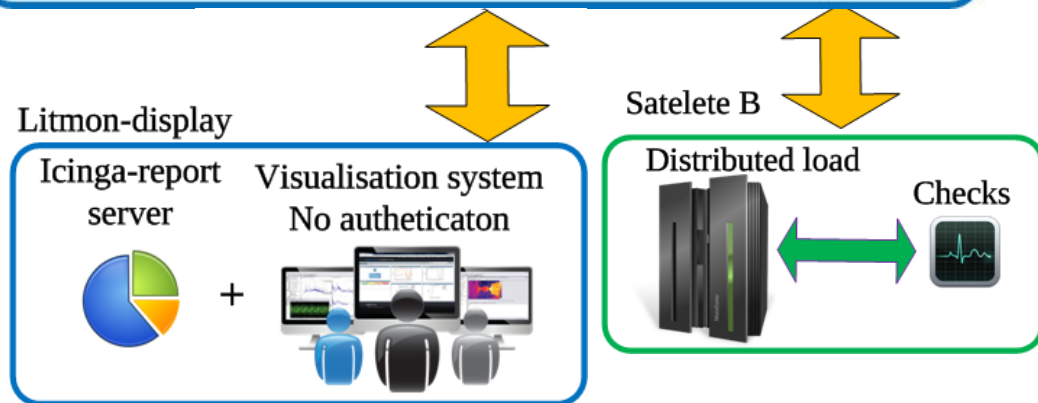 Litmon-display
Icinga-report
server
+
Visualisation system
No autheticaton
Satelete B
Distributed load
Checks